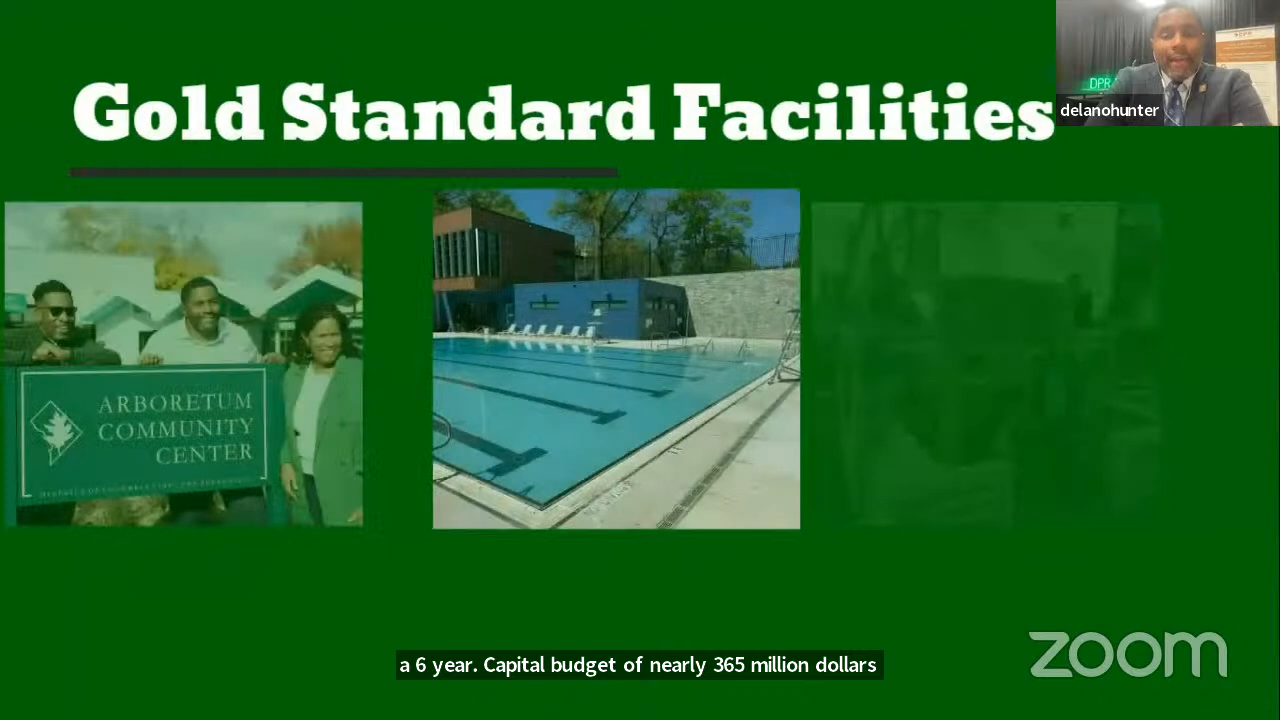 Gold Standard Facilities
DPR
delanohunter
ARBORETUM
COMMUNITY
CENTER
a 6 year. Capital budget of nearly 365 million dollars
zoom